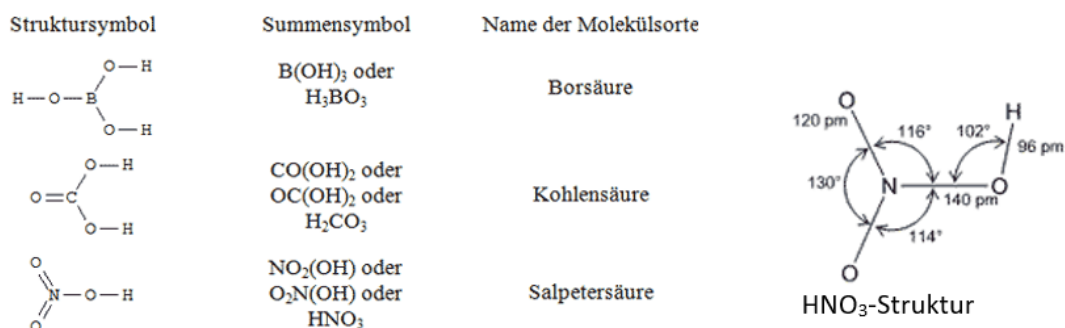 Struktursymbol Summensymbol Name der Molekülsorte
O—H
H—O—B
O—H
B(OH)₃ oder
H₃BO₃
Borsäure
O—H
O=C
O—H
CO(OH)₂ oder
OC(OH)₂ oder
H₂CO₃
Kohlensäure
O
N—O—H
O
NO₂(OH) oder
O₂N(OH) oder
HNO₃
Salpetersäure
O
H
120 pm
116°
102°
96 pm
130°
N
O
140 pm
114°
O
HNO₃-Struktur